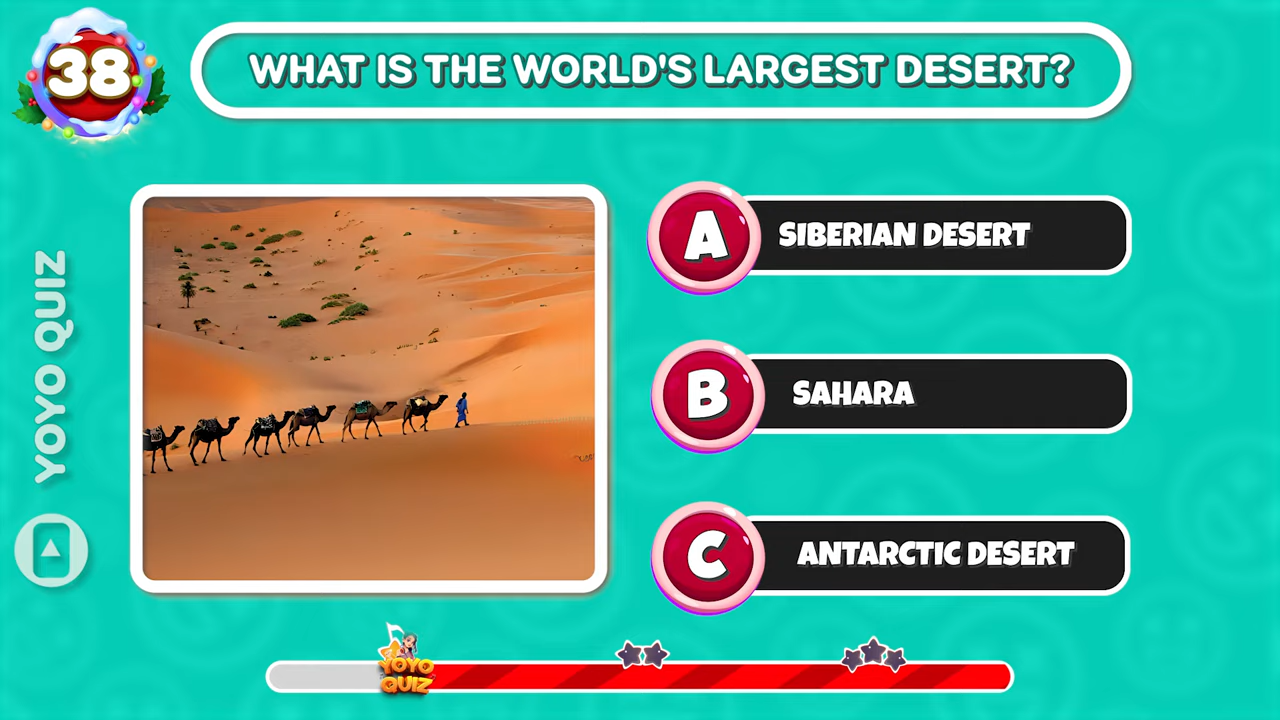 38
WHAT IS THE WORLD'S LARGEST DESERT?
YOYO QUIZ
A
SIBERIAN DESERT
B
SAHARA
C
ANTARCTIC DESERT
YOYO
QUIZ